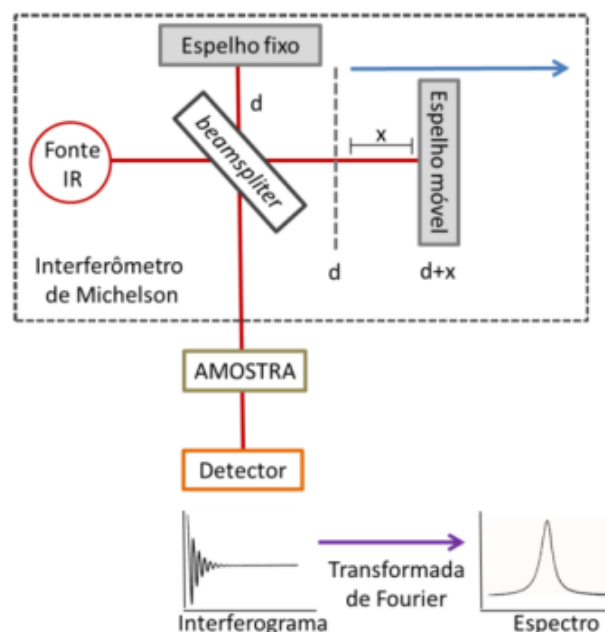 Espelho fixo
d
beamspliter
Fonte
IR
x
Espelho móvel
d
d+x
Interferômetro
de Michelson
AMOSTRA
Detector
Transformada
de Fourier
Interferograma
Espectro